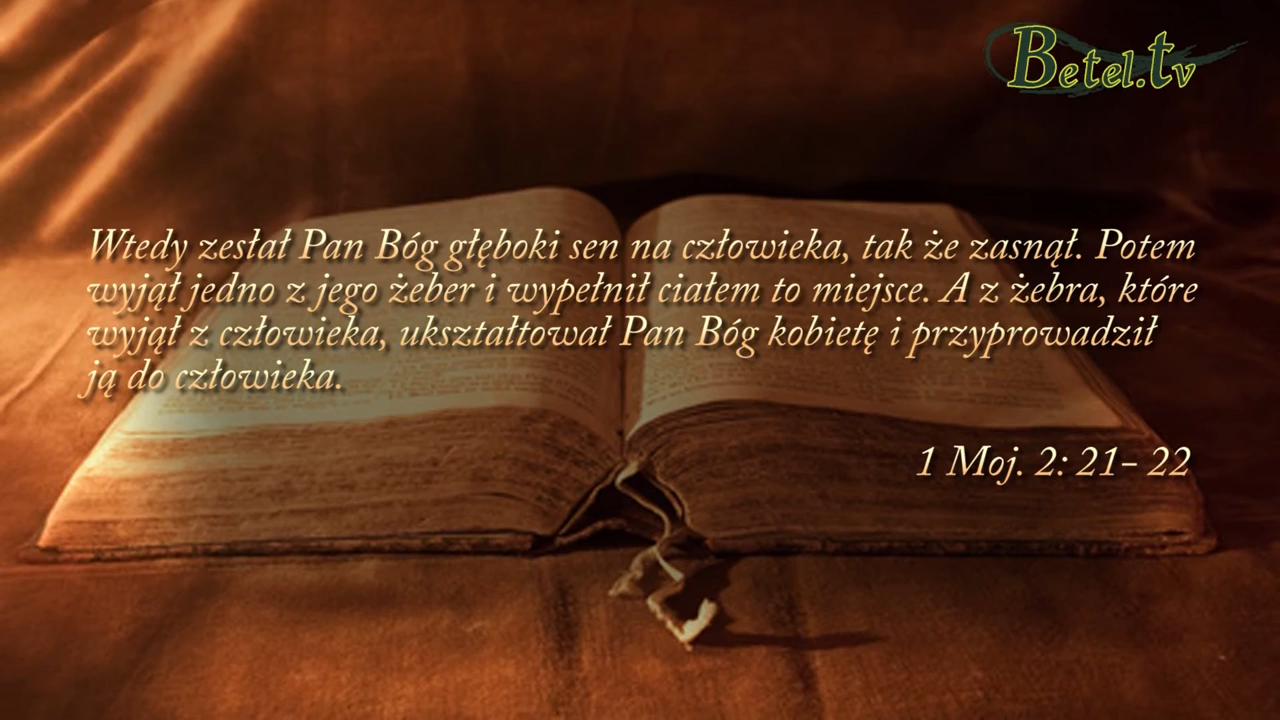 Betel.tv
Wtedy zesłał Pan Bóg głęboki sen na człowieka, tak że zasnął. Potem
wyjął jedno z jego żeber i wypełnił ciałem to miejsce. A z żebra, które
wyjął z człowieka, ukształtował Pan Bóg kobietę i przyprowadził
ją do człowieka.
1 Moj. 2: 21- 22